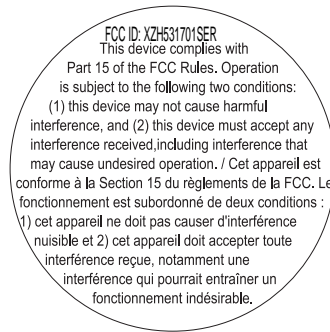 FCC ID: XZH531701SER
This device complies with
Part 15 of the FCC Rules. Operation
is subject to the following two conditions:
(1) this device may not cause harmful
interference, and (2) this device must accept any
interference received,including interference that
may cause undesired operation. / Cet appareil est
conforme à la Section 15 du règlements de la FCC. Le
fonctionnement est subordonné de deux conditions :
1) cet appareil ne doit pas causer d'interférence
nuisible et 2) cet appareil doit accepter toute
interférence reçue, notamment une
interférence qui pourrait entraîner un
fonctionnement indésirable.